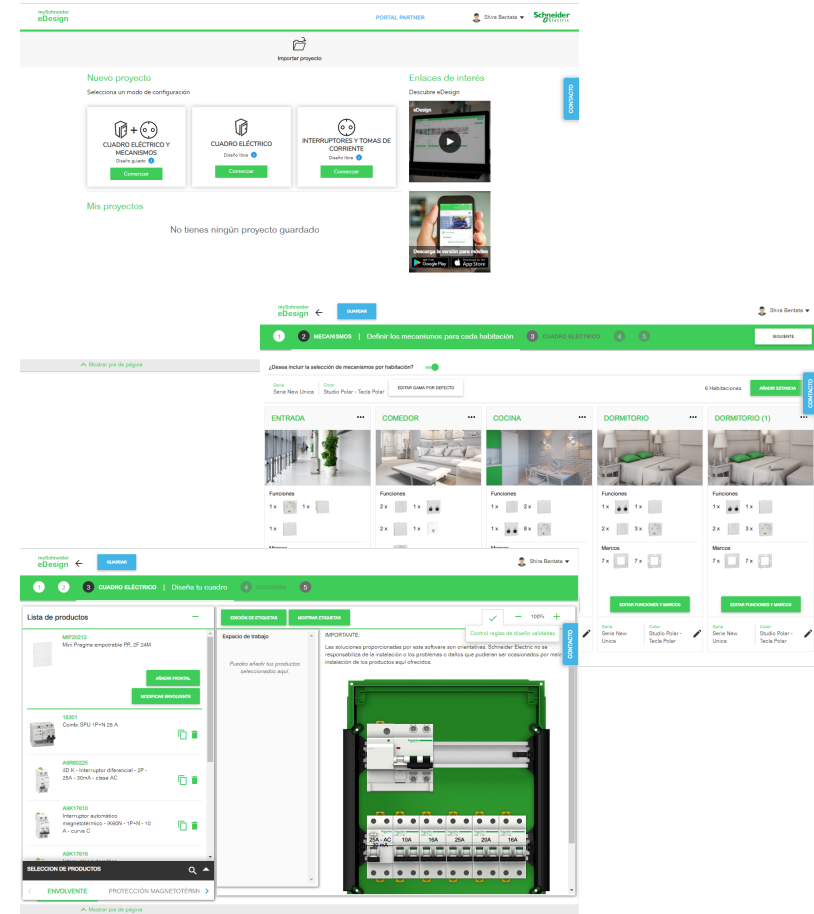 mySchneider
eDesign
PORTAL PARTNER
Shira Bentata
Schneider
Electric
Importar proyecto
Nuevo proyecto
Selecciona un modo de configuración
Enlaces de interés
Descubre eDesign
CONTACTO
CUADRO ELÉCTRICO Y
MECANISMOS
Diseño guiado
Comenzar
CUADRO ELÉCTRICO
Diseño libre
Comenzar
INTERRUPTORES Y TOMAS DE
CORRIENTE
Diseño libre
Comenzar
eDesign
Mis proyectos
No tienes ningún proyecto guardado
Descarga la versión para móviles
Google Play
App Store
Mostrar pie de página
mySchneider
eDesign
GUARDAR
Shira Bentata
1
2 MECANISMOS | Definir los mecanismos para cada habitación
3 CUADRO ELÉCTRICO
4
5
SIGUIENTE
¿Desea incluir la selección de mecanismos por habitación?
Serie
Serie New Unica
Color
Studio Polar - Tecla Polar
EDITAR GAMA POR DEFECTO
6 Habitaciones
AÑADIR ESTANCIA
CONTACTO
ENTRADA
Funciones
1 x 1 x
1 x
Marcos
COMEDOR
Funciones
2 x 1 x
2 x 1 x
COCINA
Funciones
1 x 2 x
1 x 6 x
Marcos
DORMITORIO
Funciones
1 x 1 x
2 x 3 x
Marcos
7 x 7 x
EDITAR FUNCIONES Y MARCOS
Serie
Serie New
Unica
Color
Studio Polar -
Tecla Polar
DORMITORIO (1)
Funciones
1 x 1 x
2 x 3 x
Marcos
7 x 7 x
EDITAR FUNCIONES Y MARCOS
Serie
Serie New
Unica
Color
Studio Polar -
Tecla Polar
mySchneider
eDesign
GUARDAR
Shira Bentata
1
2
3 CUADRO ELÉCTRICO | Diseña tu cuadro
4 DIAGRAMA
5
Lista de productos
MIP20212
Mini Pragma empotrable PP.. 2F 24M
AÑADIR FRONTAL
MODIFICAR ENVOLVENTE
16301
Combi SPU 1P+N 25 A
A9R60225
iID K - Interruptor diferencial - 2P -
25A - 30mA - clase AC
A9K17610
Interruptor automático
magnetotérmico - iK60N - 1P+N - 10
A - curva C
A9K17616
SELECCION DE PRODUCTOS
ENVOLVENTE
PROTECCIÓN MAGNETOTÉRMI
EDICIÓN DE ETIQUETAS
MOSTRAR ETIQUETAS
100%
Control reglas de diseño validadas
Espacio de trabajo
Puedes añadir tus productos
seleccionados aquí.
IMPORTANTE:
Las soluciones proporcionadas por este software son orientativas. Schneider Electric no se
responsabiliza de la instalación o los problemas o daños que pudieran ser ocasionados por mala
instalación de los productos aquí ofrecidos.
CONTACTO
25A - AC
30 mA
10A
16A
25A
20A
16A
Mostrar pie de página